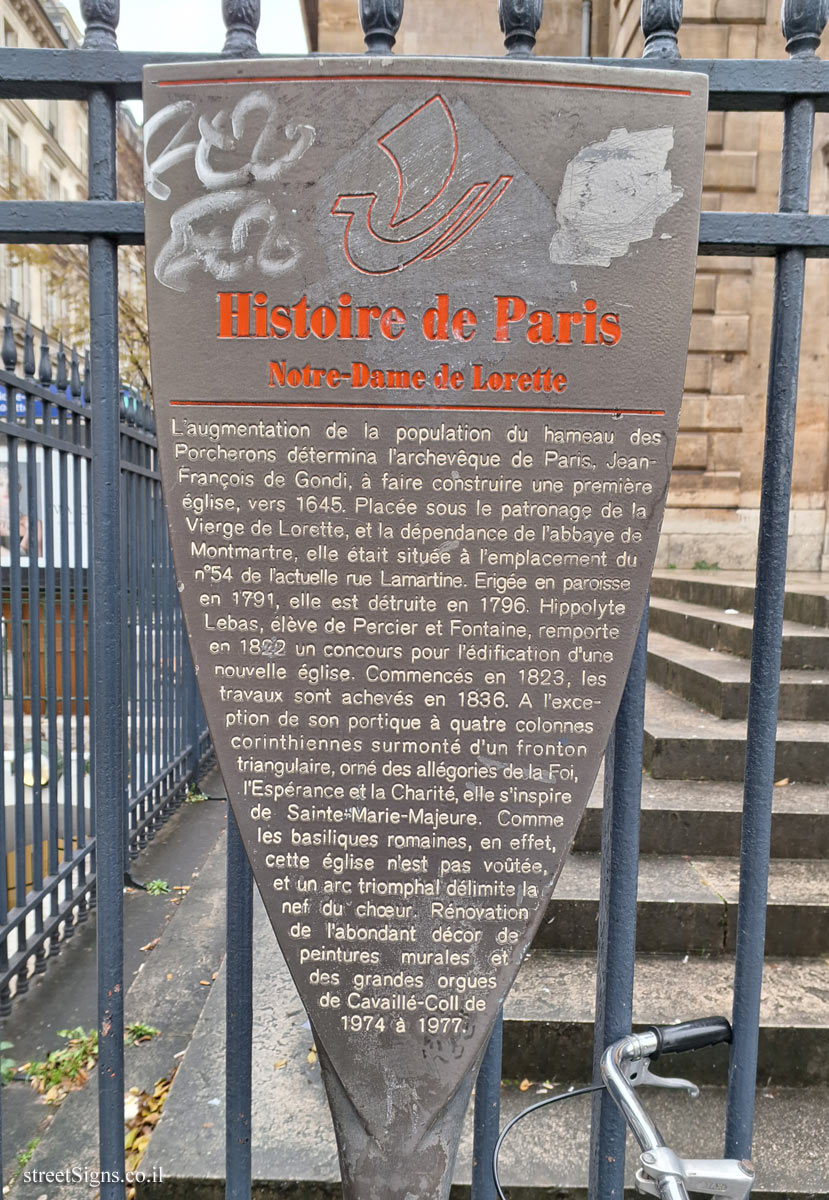 Histoire de Paris
Notre-Dame de Lorette
L'augmentation de la population du hameau des
Porcherons détermina l'archevêque de Paris, Jean-
François de Gondi, à faire construire une première
église, vers 1645. Placée sous le patronage de la
Vierge de Lorette, et la dépendance de l'abbaye de
Montmartre, elle était située à l'emplacement du
n°54 de l'actuelle rue Lamartine. Erigée en paroisse
en 1791, elle est détruite en 1796. Hippolyte
Lebas, élève de Percier et Fontaine, remporte
en 1822 un concours pour l'édification d'une
nouvelle église. Commencés en 1823, les
travaux sont achevés en 1836. A l'exce-
ption de son portique à quatre colonnes
corinthiennes surmonté d'un fronton
triangulaire, orné des allégories de la Foi,
l'Espérance et la Charité, elle s'inspire
de Sainte-Marie-Majeure. Comme
les basiliques romaines, en effet,
cette église n'est pas voûtée,
et un arc triomphal délimite la
nef du chœur. Rénovation
de l'abondant décor de
peintures murales et
des grandes orgues
de Cavaillé-Coll de
1974 à 1977.
streetSigns.co.il